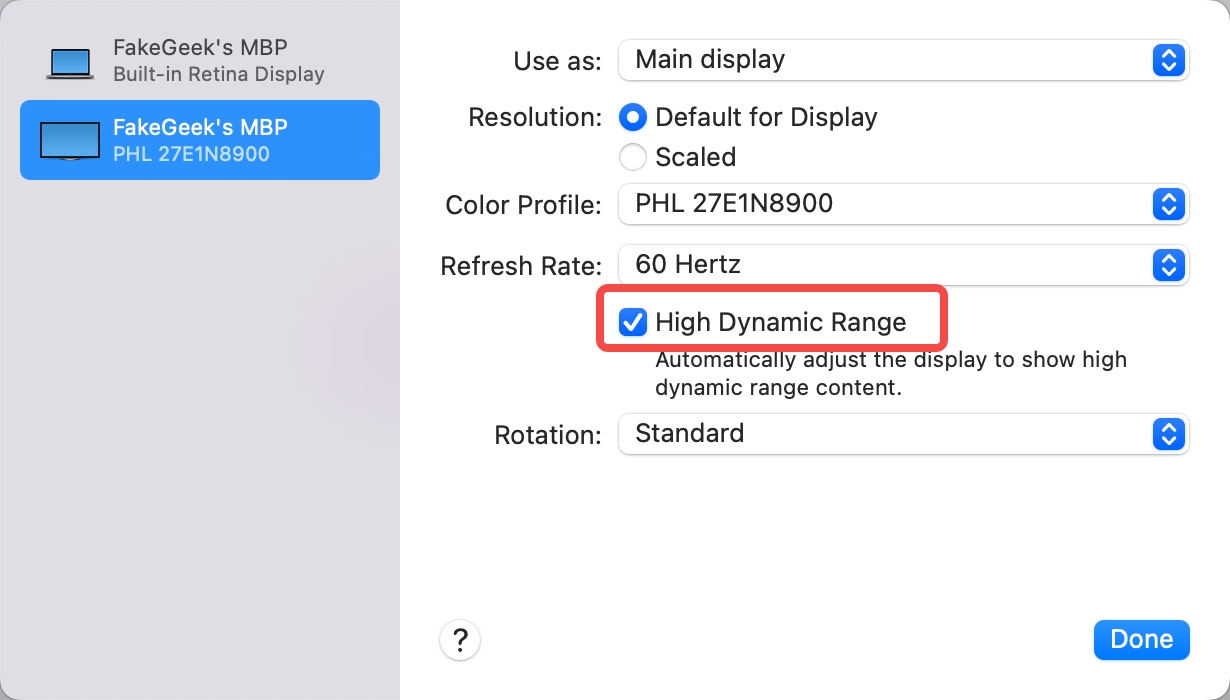 FakeGeek's MBP
Built-in Retina Display
FakeGeek's MBP
PHL 27E1N8900
Use as: Main display
Resolution: Default for Display
Scaled
Color Profile: PHL 27E1N8900
Refresh Rate: 60 Hertz
High Dynamic Range
Automatically adjust the display to show high
dynamic range content.
Rotation: Standard
?
Done